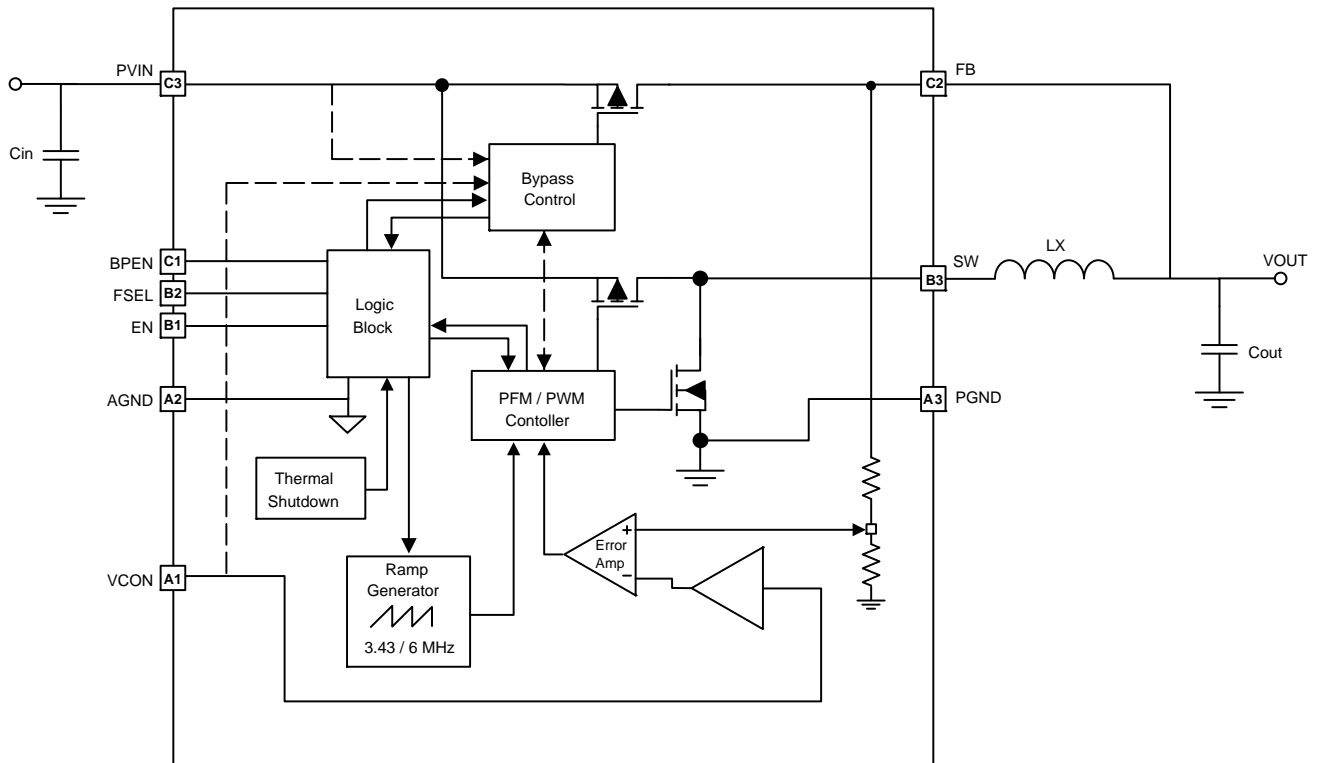 PVIN
C3
C2
FB
Cin
Bypass
Control
BPEN
C1
FSEL
B2
EN
B1
Logic
Block
SW
B3
LX
VOUT
Cout
AGND
A2
PFM / PWM
Contoller
A3
PGND
Thermal
Shutdown
+
Error
Amp
−
VCON
A1
Ramp
Generator
3.43 / 6 MHz